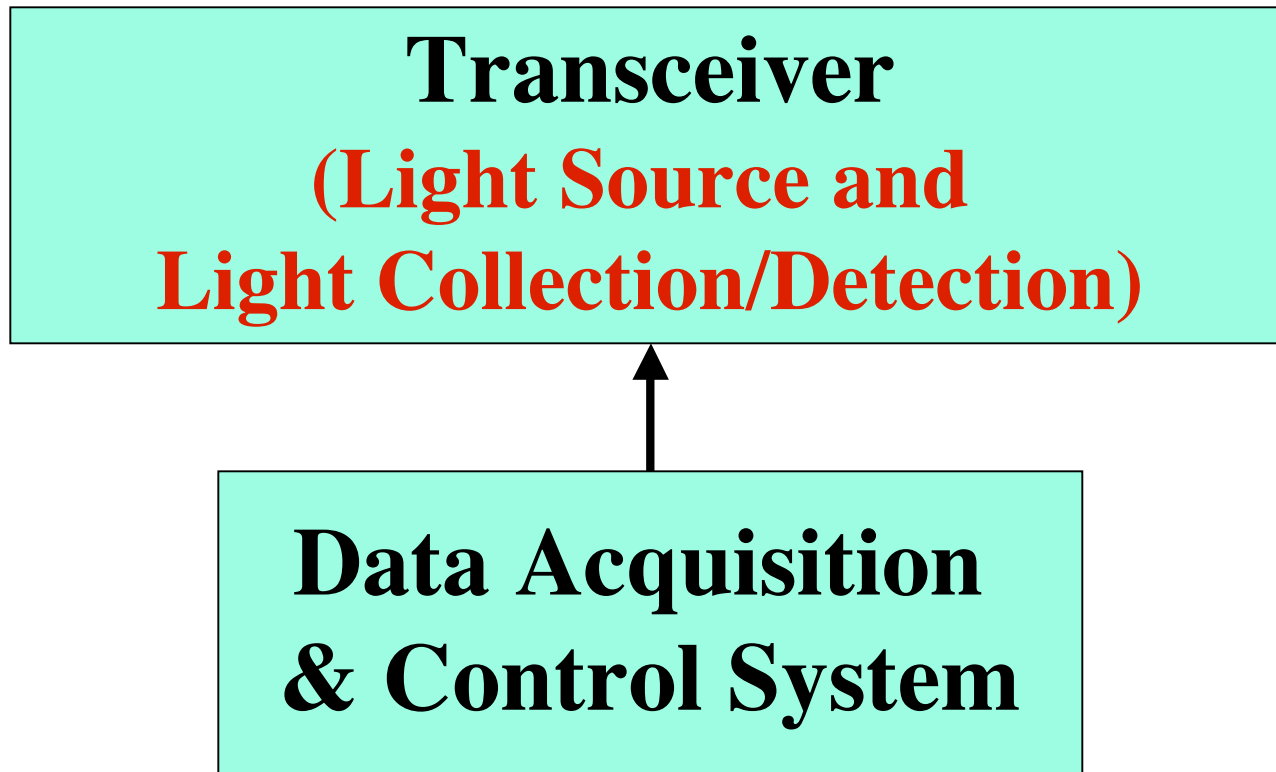 Transceiver
(Light Source and
Light Collection/Detection)
Data Acquisition
& Control System